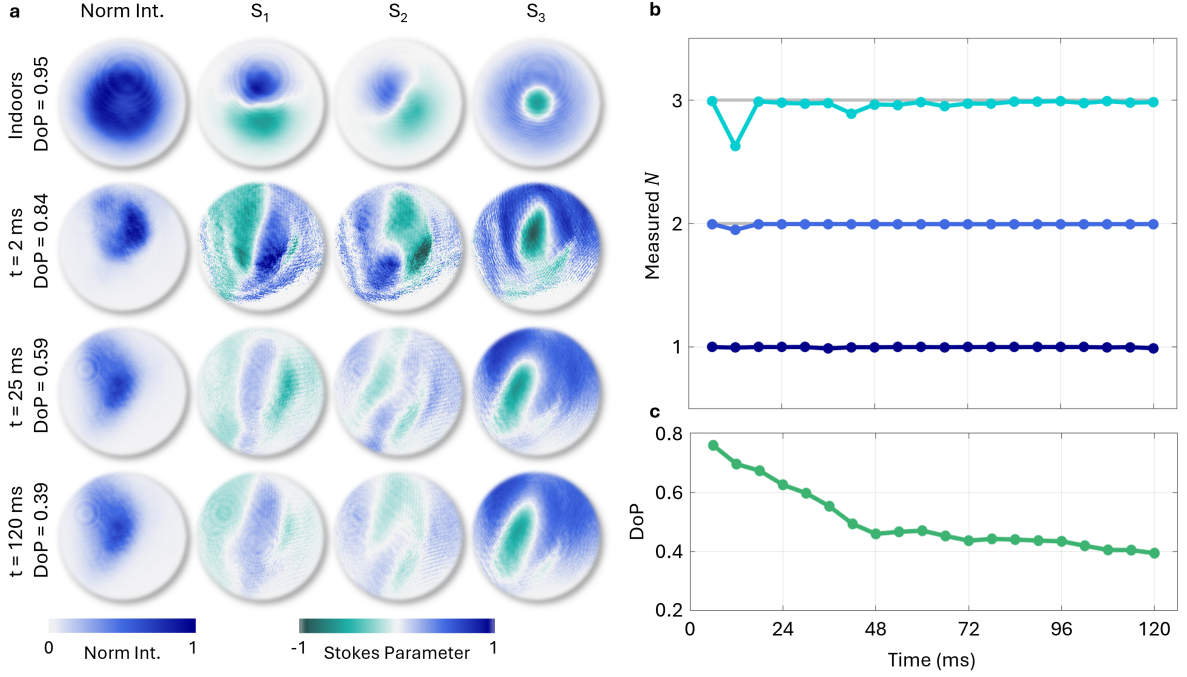 a
Norm Int.
S1
S2
S3
Indoors
DoP = 0.95
t = 2 ms
DoP = 0.84
t = 25 ms
DoP = 0.59
t = 120 ms
DoP = 0.39
0
Norm Int.
1
-1
Stokes Parameter
1
b
Measured N
3
2
1
c
DoP
0.8
0.6
0.4
0.2
0
24
48
72
96
120
Time (ms)